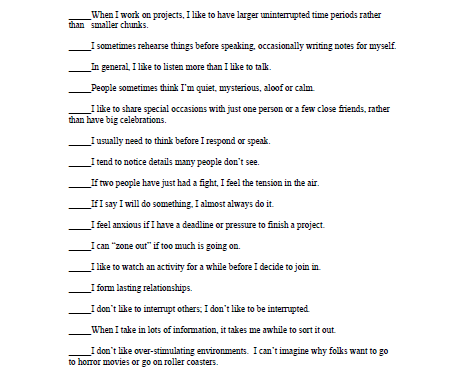 _____When I work on projects, I like to have larger uninterrupted time periods rather
than  smaller chunks.
_____I sometimes rehearse things before speaking, occasionally writing notes for myself.
_____In general, I like to listen more than I like to talk.
_____People sometimes think I'm quiet, mysterious, aloof or calm.
_____I like to share special occasions with just one person or a few close friends, rather
than have big celebrations.
_____I usually need to think before I respond or speak.
_____I tend to notice details many people don't see.
_____If two people have just had a fight, I feel the tension in the air.
_____If I say I will do something, I almost always do it.
_____I feel anxious if I have a deadline or pressure to finish a project.
_____I can “zone out” if too much is going on.
_____I like to watch an activity for a while before I decide to join in.
_____I form lasting relationships.
_____I don't like to interrupt others; I don't like to be interrupted.
_____When I take in lots of information, it takes me awhile to sort it out.
_____I don't like over-stimulating environments.  I can't imagine why folks want to go
to horror movies or go on roller coasters.